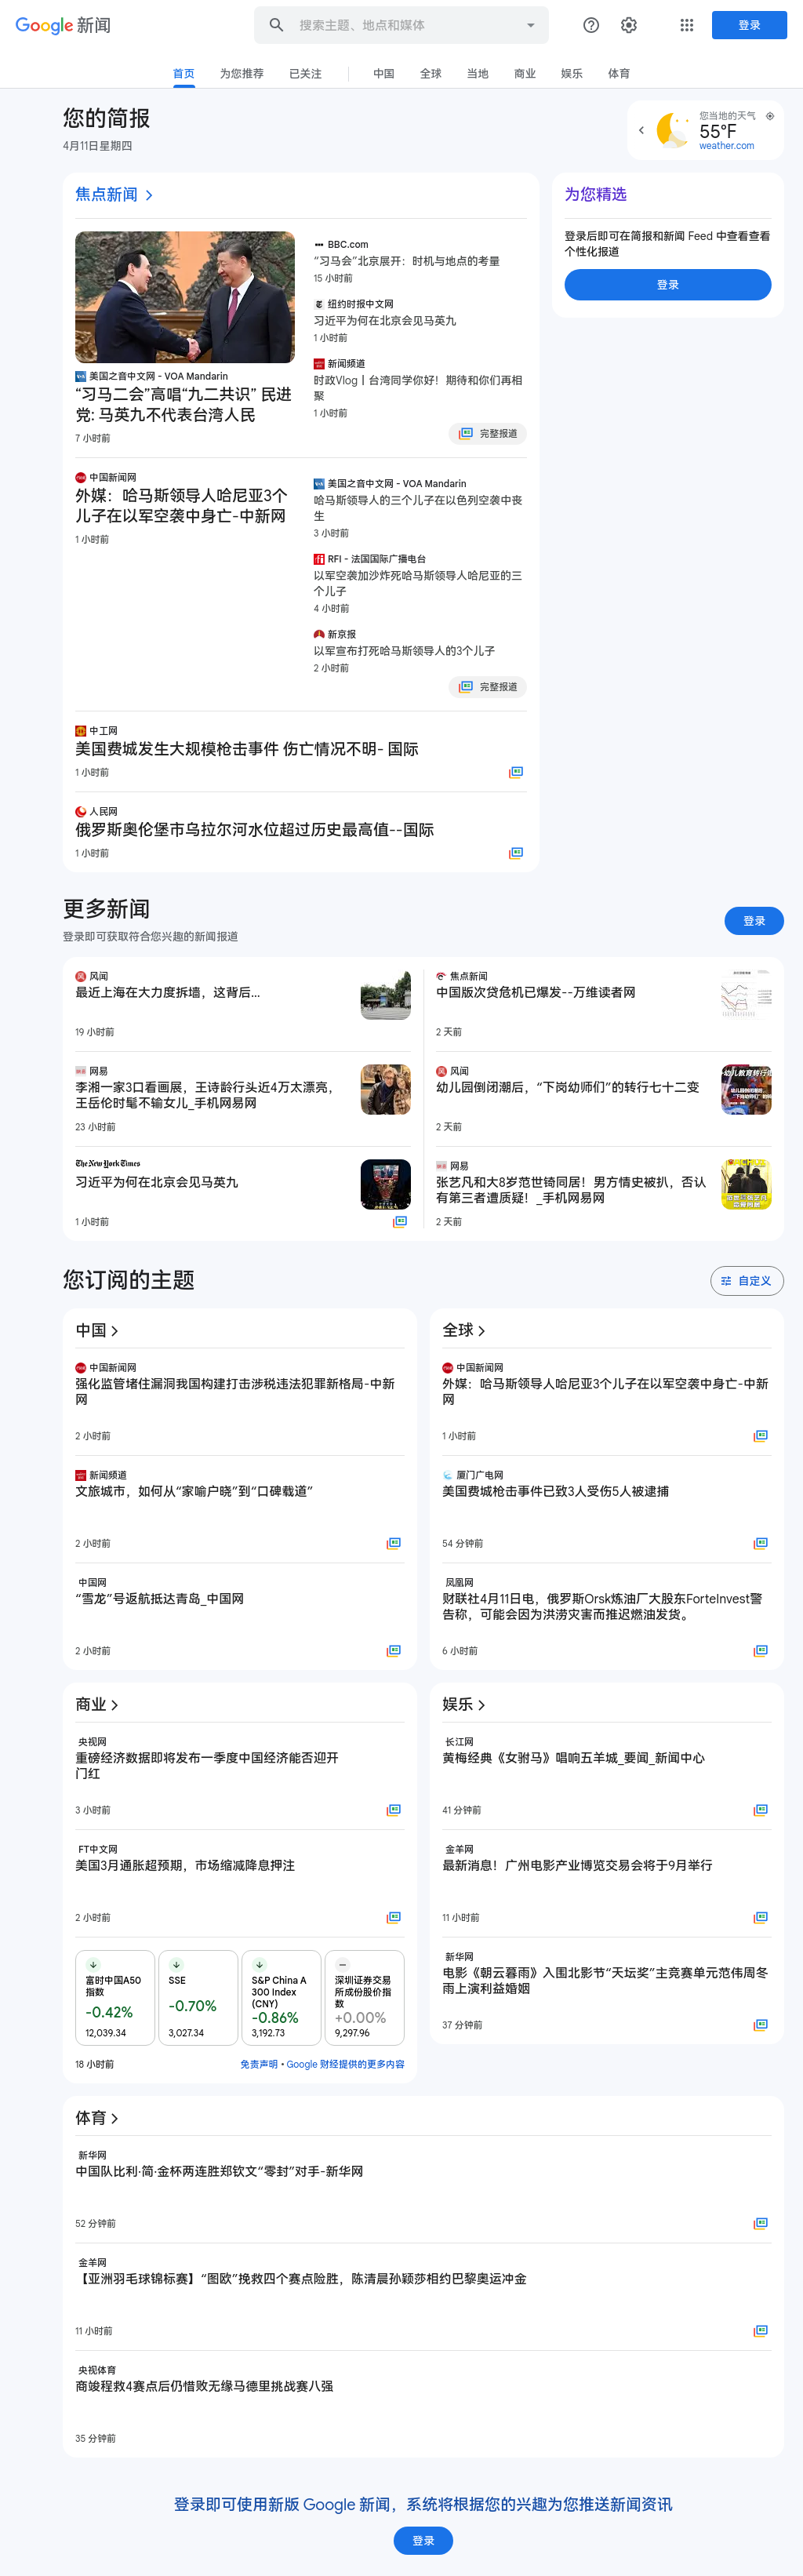 Google 新闻
搜索主题、地点和媒体
登录
首页
为您推荐
已关注
中国
全球
当地
商业
娱乐
体育
您的简报
4月11日星期四
您当地的天气
55°F
weather.com
焦点新闻
美国之音中文网 - VOA Mandarin
“习马二会”高唱“九二共识” 民进
党: 马英九不代表台湾人民
7 小时前
BBC.com
“习马会”北京展开：时机与地点的考量
15 小时前
纽约时报中文网
习近平为何在北京会见马英九
1 小时前
新闻频道
时政Vlog丨台湾同学你好！期待和你们再相
聚
1 小时前
完整报道
中国新闻网
外媒：哈马斯领导人哈尼亚3个
儿子在以军空袭中身亡-中新网
1 小时前
美国之音中文网 - VOA Mandarin
哈马斯领导人的三个儿子在以色列空袭中丧
生
3 小时前
RFI - 法国国际广播电台
以军空袭加沙炸死哈马斯领导人哈尼亚的三
个儿子
4 小时前
新京报
以军宣布打死哈马斯领导人的3个儿子
2 小时前
完整报道
中工网
美国费城发生大规模枪击事件 伤亡情况不明- 国际
1 小时前
人民网
俄罗斯奥伦堡市乌拉尔河水位超过历史最高值--国际
1 小时前
为您精选
登录后即可在简报和新闻 Feed 中查看查看
个性化报道
登录
更多新闻
登录即可获取符合您兴趣的新闻报道
登录
风闻
最近上海在大力度拆墙，这背后...
19 小时前
网易
李湘一家3口看画展，王诗龄行头近4万太漂亮，
王岳伦时髦不输女儿_手机网易网
23 小时前
The New York Times
习近平为何在北京会见马英九
1 小时前
焦点新闻
中国版次贷危机已爆发--万维读者网
2 天前
风闻
幼儿园倒闭潮后，“下岗幼师们”的转行七十二变
2 天前
网易
张艺凡和大8岁范世锜同居！男方情史被扒，否认
有第三者遭质疑！_手机网易网
2 天前
您订阅的主题
自定义
中国
中国新闻网
强化监管堵住漏洞我国构建打击涉税违法犯罪新格局-中新
网
2 小时前
新闻频道
文旅城市，如何从“家喻户晓”到“口碑载道”
2 小时前
中国网
“雪龙”号返航抵达青岛_中国网
2 小时前
全球
中国新闻网
外媒：哈马斯领导人哈尼亚3个儿子在以军空袭中身亡-中新
网
1 小时前
厦门广电网
美国费城枪击事件已致3人受伤5人被逮捕
54 分钟前
凤凰网
财联社4月11日电，俄罗斯Orsk炼油厂大股东ForteInvest警
告称，可能会因为洪涝灾害而推迟燃油发货。
6 小时前
商业
央视网
重磅经济数据即将发布一季度中国经济能否迎开
门红
3 小时前
FT中文网
美国3月通胀超预期，市场缩减降息押注
2 小时前
富时中国A50
指数
-0.42%
12,039.34
SSE
-0.70%
3,027.34
S&P China A
300 Index
(CNY)
-0.86%
3,192.73
深圳证券交易
所成份股价指
数
+0.00%
9,297.96
18 小时前
免责声明 • Google 财经提供的更多内容
娱乐
长江网
黄梅经典《女驸马》唱响五羊城_要闻_新闻中心
41 分钟前
金羊网
最新消息！广州电影产业博览交易会将于9月举行
11 小时前
新华网
电影《朝云暮雨》入围北影节“天坛奖”主竞赛单元范伟周冬
雨上演利益婚姻
37 分钟前
体育
新华网
中国队比利·简·金杯两连胜郑钦文“零封”对手-新华网
52 分钟前
金羊网
【亚洲羽毛球锦标赛】“图欧”挽救四个赛点险胜，陈清晨孙颖莎相约巴黎奥运冲金
11 小时前
央视体育
商竣程救4赛点后仍惜败无缘马德里挑战赛八强
35 分钟前
登录即可使用新版 Google 新闻，系统将根据您的兴趣为您推送新闻资讯
登录